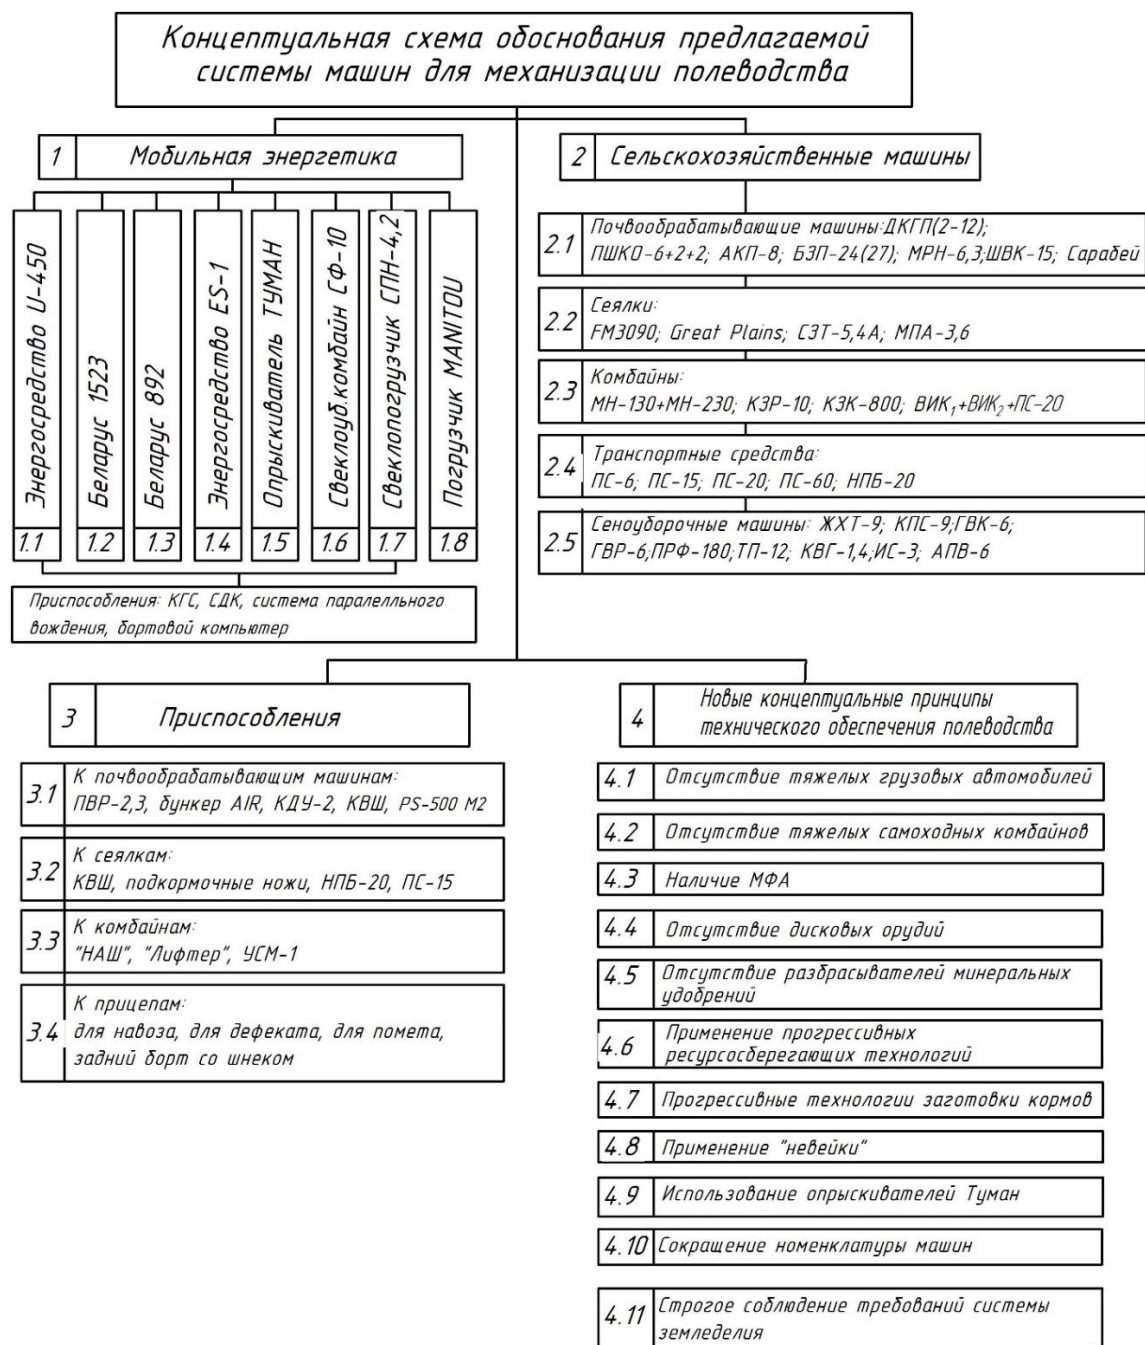 Концептуальная схема обоснования предлагаемой
системы машин для механизации полеводства
1 Мобильная энергетика
1.1 Энергосредство U-450
1.2 Беларус 1523
1.3 Беларус 892
1.4 Энергосредство ES-1
1.5 Опрыскиватель ТУМАН
1.6 Свеклоуб.комбайн СФ-10
1.7 Свеклопогрузчик СПН-4,2
1.8 Погрузчик MANITOU
Приспособления: КГС, СДК, система паралелльного
вождения, бортовой компьютер
2 Сельскохозяйственные машины
2.1 Почвообрабатывающие машины:ДКГП(2-12);
ПШКО-6+2+2; АКП-8; БЗП-24(27); МРН-6,3;ШВК-15; Сарабей
2.2 Сеялки:
FM3090; Great Plains; СЗТ-5,4А; МПА-3,6
2.3 Комбайны:
МН-130+МН-230; КЗР-10; КЗК-800; ВИК₁+ВИК₂+ПС-20
2.4 Транспортные средства:
ПС-6; ПС-15; ПС-20; ПС-60; НПБ-20
2.5 Сеноуборочные машины: ЖХТ-9; КПС-9;ГВК-6;
ГВР-6;ПРФ-180;ТП-12; КВГ-1,4;ИС-3; АПВ-6
3 Приспособления
3.1 К почвообрабатывающим машинам:
ПВР-2,3, бункер AIR, КДУ-2, КВШ, PS-500 М2
3.2 К сеялкам:
КВШ, подкормочные ножи, НПБ-20, ПС-15
3.3 К комбайнам:
"НАШ", "Лифтер", УСМ-1
3.4 К прицепам:
для навоза, для дефеката, для помета,
задний борт со шнеком
4 Новые концептуальные принципы
технического обеспечения полеводства
4.1 Отсутствие тяжелых грузовых автомобилей
4.2 Отсутствие тяжелых самоходных комбайнов
4.3 Наличие МФА
4.4 Отсутствие дисковых орудий
4.5 Отсутствие разбрасывателей минеральных
удобрений
4.6 Применение прогрессивных
ресурсосберегающих технологий
4.7 Прогрессивные технологии заготовки кормов
4.8 Применение "невейки"
4.9 Использование опрыскивателей Туман
4.10 Сокращение номенклатуры машин
4.11 Строгое соблюдение требований системы
земледелия